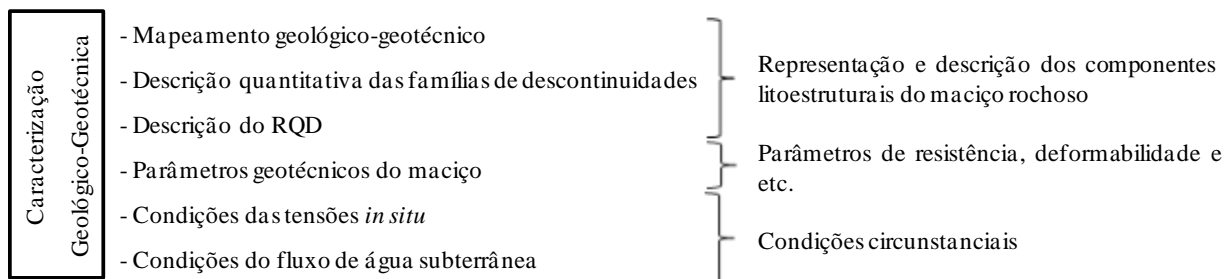 Caracterização
Geológico-Geotécnica
- Mapeamento geológico-geotécnico
- Descrição quantitativa das famílias de descontinuidades
- Descrição do RQD
- Parâmetros geotécnicos do maciço
- Condições das tensões in situ
- Condições do fluxo de água subterrânea
Representação e descrição dos componentes
litoestruturais do maciço rochoso
Parâmetros de resistência, deformabilidade e
etc.
Condições circunstanciais